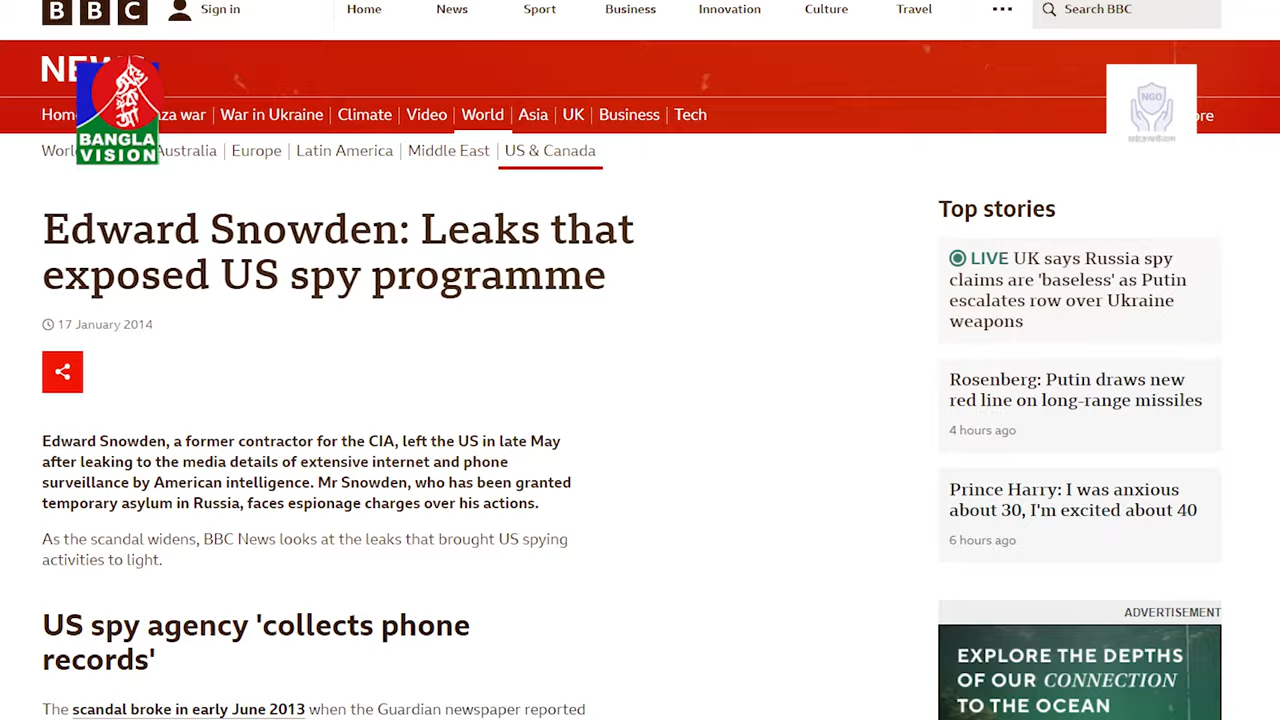 BBC
Sign in
Home
News
Sport
Business
Innovation
Culture
Travel
Search BBC
BANGLA
VISION
NGO
War in Ukraine
Climate
Video
World
Asia
UK
Business
Tech
Australia
Europe
Latin America
Middle East
US & Canada
Edward Snowden: Leaks that
exposed US spy programme
17 January 2014
Edward Snowden, a former contractor for the CIA, left the US in late May
after leaking to the media details of extensive internet and phone
surveillance by American intelligence. Mr Snowden, who has been granted
temporary asylum in Russia, faces espionage charges over his actions.
As the scandal widens, BBC News looks at the leaks that brought US spying
activities to light.
US spy agency 'collects phone
records'
The scandal broke in early June 2013 when the Guardian newspaper reported
Top stories
LIVE UK says Russia spy
claims are 'baseless' as Putin
escalates row over Ukraine
weapons
Rosenberg: Putin draws new
red line on long-range missiles
4 hours ago
Prince Harry: I was anxious
about 30, I'm excited about 40
6 hours ago
ADVERTISEMENT
EXPLORE THE DEPTHS
OF OUR CONNECTION
TO THE OCEAN